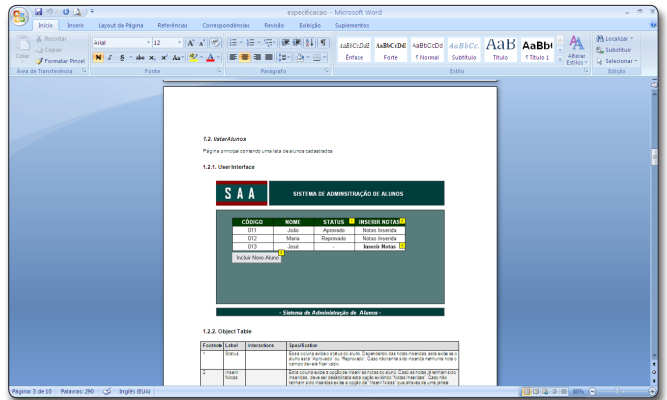 especificacao - Microsoft Word
Início Inserir Layout da Página Referências Correspondências Revisão Exibição Suplementos
Colar
Recortar
Copiar
Formatar Pincel
Área de Transferência
Arial 12
Fonte
Parágrafo
AaBbCcDdE AaBbCcDdE AaBbCcDd AaBbCc. AaB AaBb(
Ênfase Forte ¶ Normal Subtítulo Título ¶ Título 1
Alterar Estilos
Estilo
Localizar
Substituir
Selecionar
Edição
1.2. listarAlunos
Página principal contendo uma lista de alunos cadastrados
1.2.1. User Interface
SAA SISTEMA DE ADMINSITRAÇÃO DE ALUNOS
CÓDIGO NOME STATUS INSERIR NOTAS
011 João Aprovado Notas Inserida
012 Maria Reprovado Notas Inserida
013 José - Inserir Notas
Incluir Novo Aluno
- Sistema de Administração de Alunos -
1.2.2. Object Table
Footnote Label Interactions Specification
1 Status
2 Inserir Notas
Página: 3 de 10 Palavras: 290 Inglês (EUA) 80%